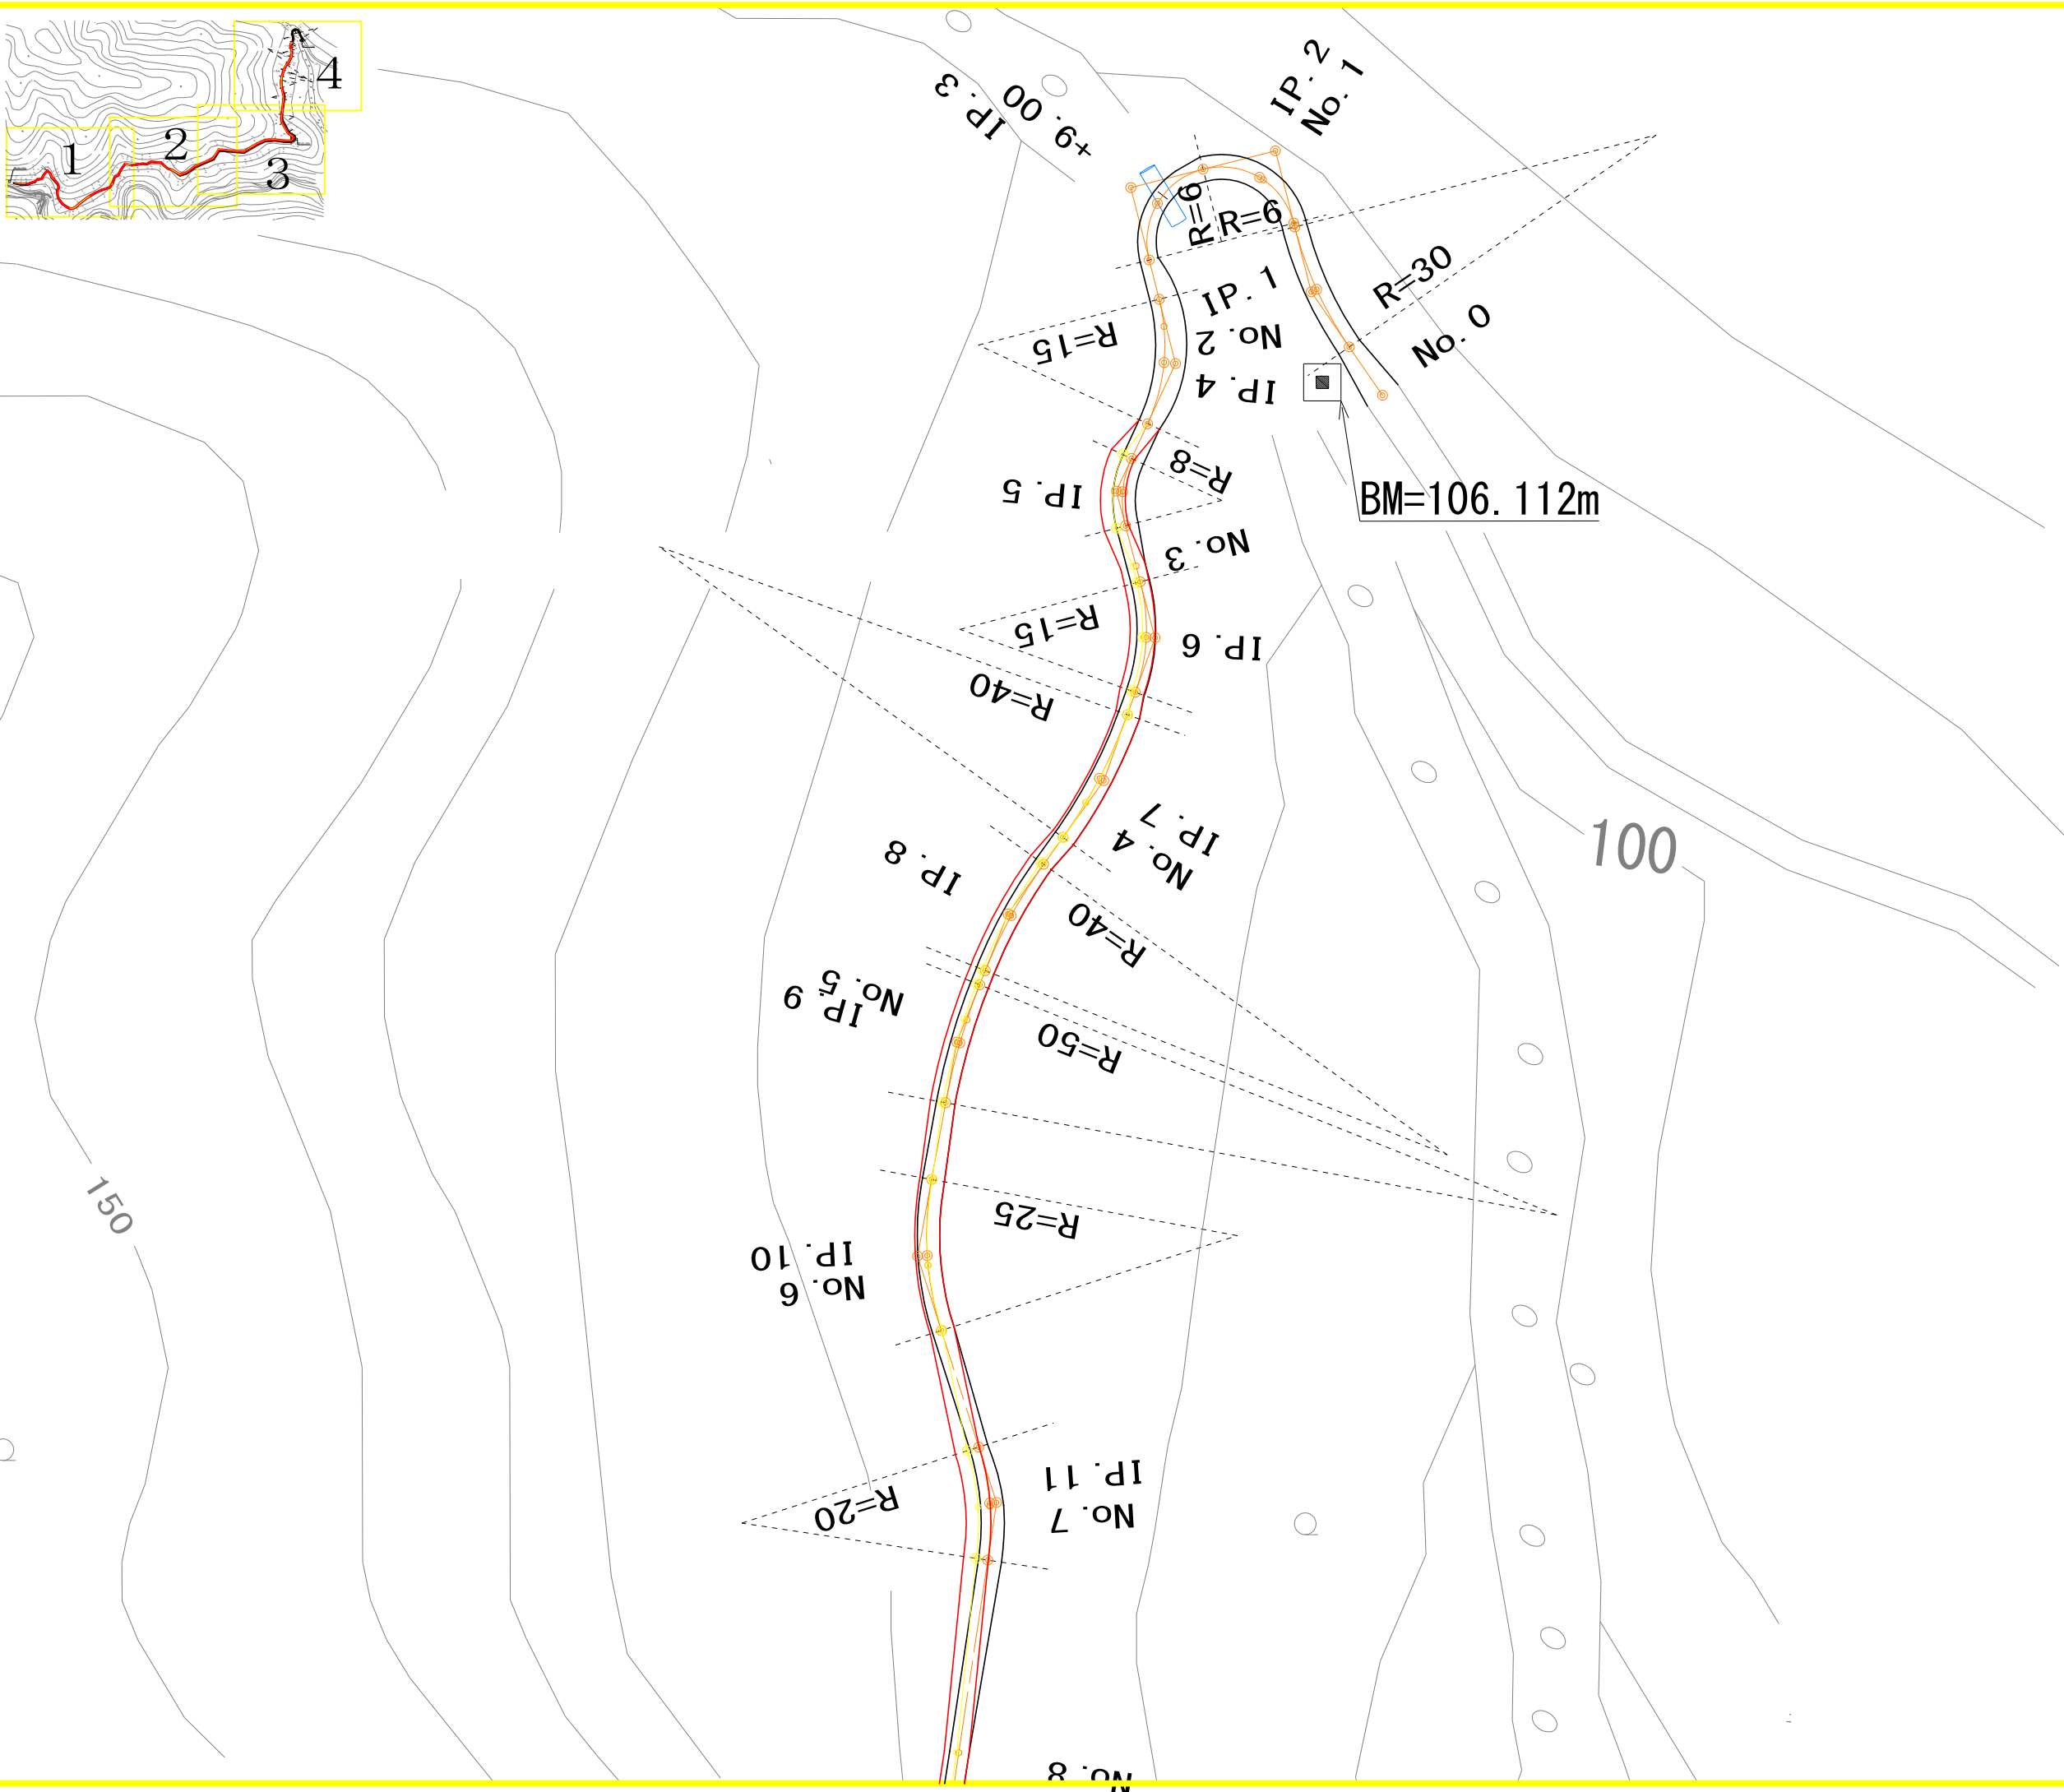 4
2
1
3
IP. 2
No. 1
IP. 3
+9. 00
R=6
R=6
R=30
No. 0
IP. 1
No. 2
R=15
IP. 4
R=8
IP. 5
BM=106. 112m
No. 3
R=15
IP. 6
R=40
IP. 7
No. 4
IP. 8
100
R=40
No. 5
IP. 9
R=50
150
R=25
IP. 10
No. 6
IP. 11
R=20
No. 7
No. 8